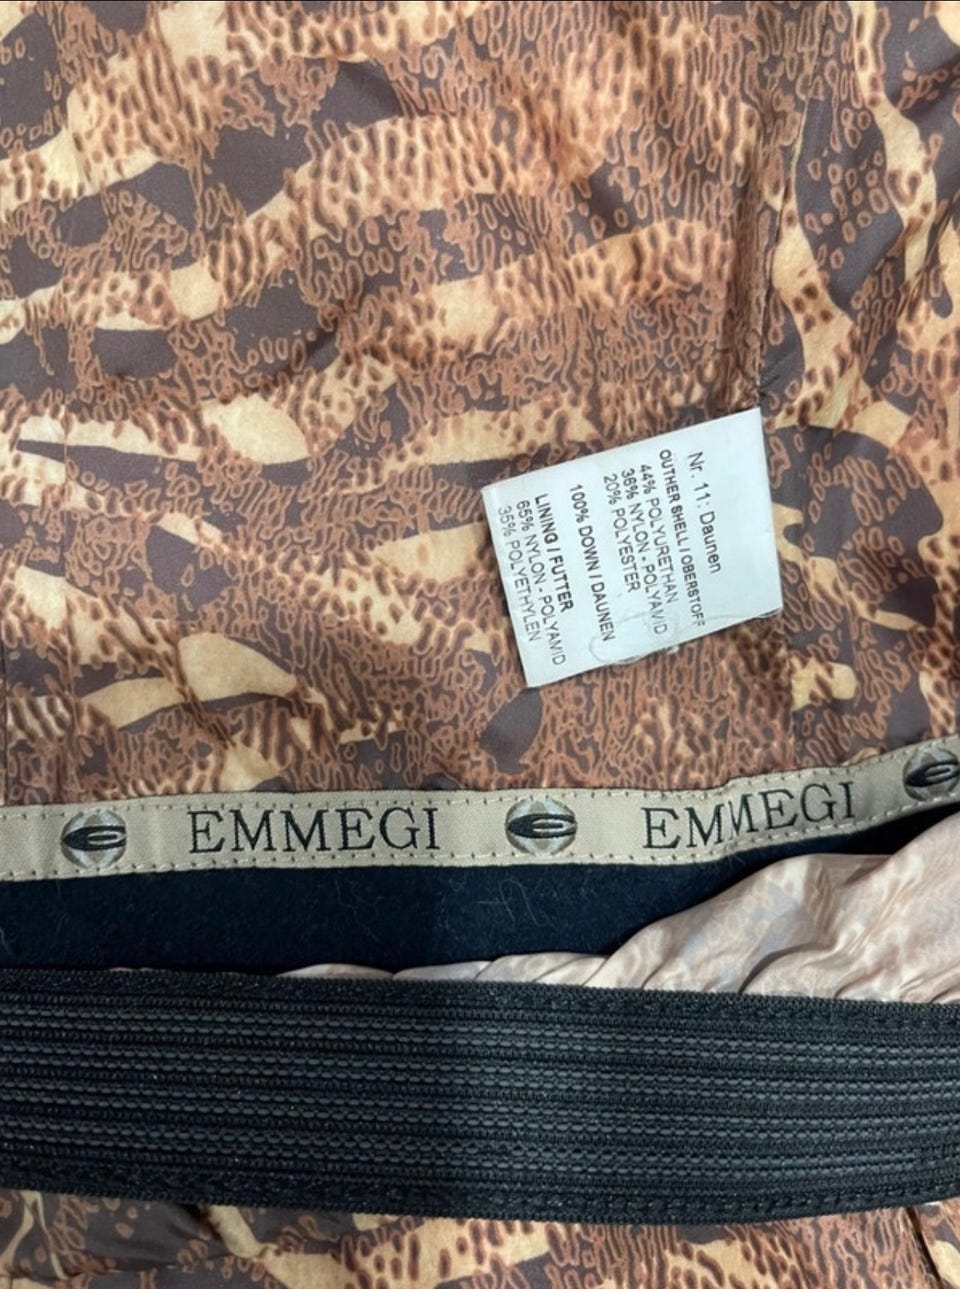 Nr. 11: Daunen
OUTHER SHELL / OBERSTOFF
44% POLYURETHAN
36% NYLON - POLYAMID
20% POLYESTER
100% DOWN / DAUNEN
LINING / FUTTER
65% NYLON - POLYAMID
35% POLYETHYLEN
EMMEGI EMMEGI